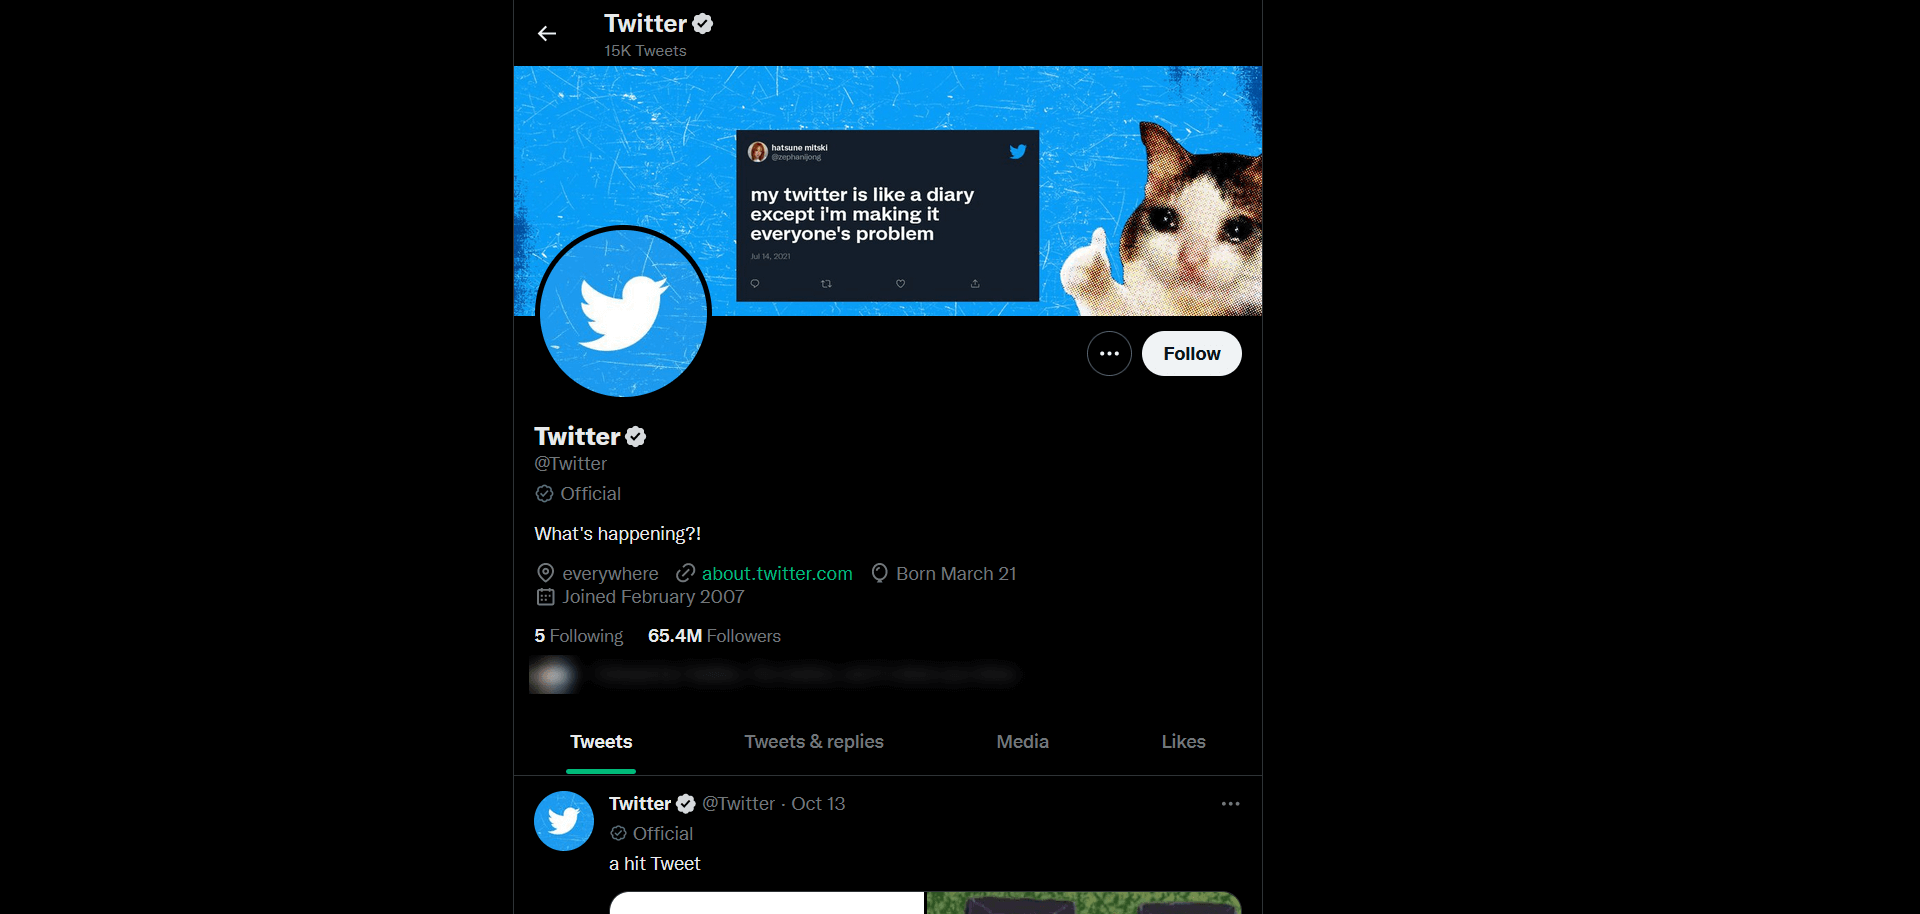 Twitter
15K Tweets
hatsune mitski
@zephanijong
my twitter is like a diary
except i'm making it
everyone's problem
Jul 14, 2021
Follow
Twitter
@Twitter
Official
What's happening?!
everywhere about.twitter.com Born March 21
Joined February 2007
5 Following 65.4M Followers
Tweets Tweets & replies Media Likes
Twitter @Twitter · Oct 13
Official
a hit Tweet